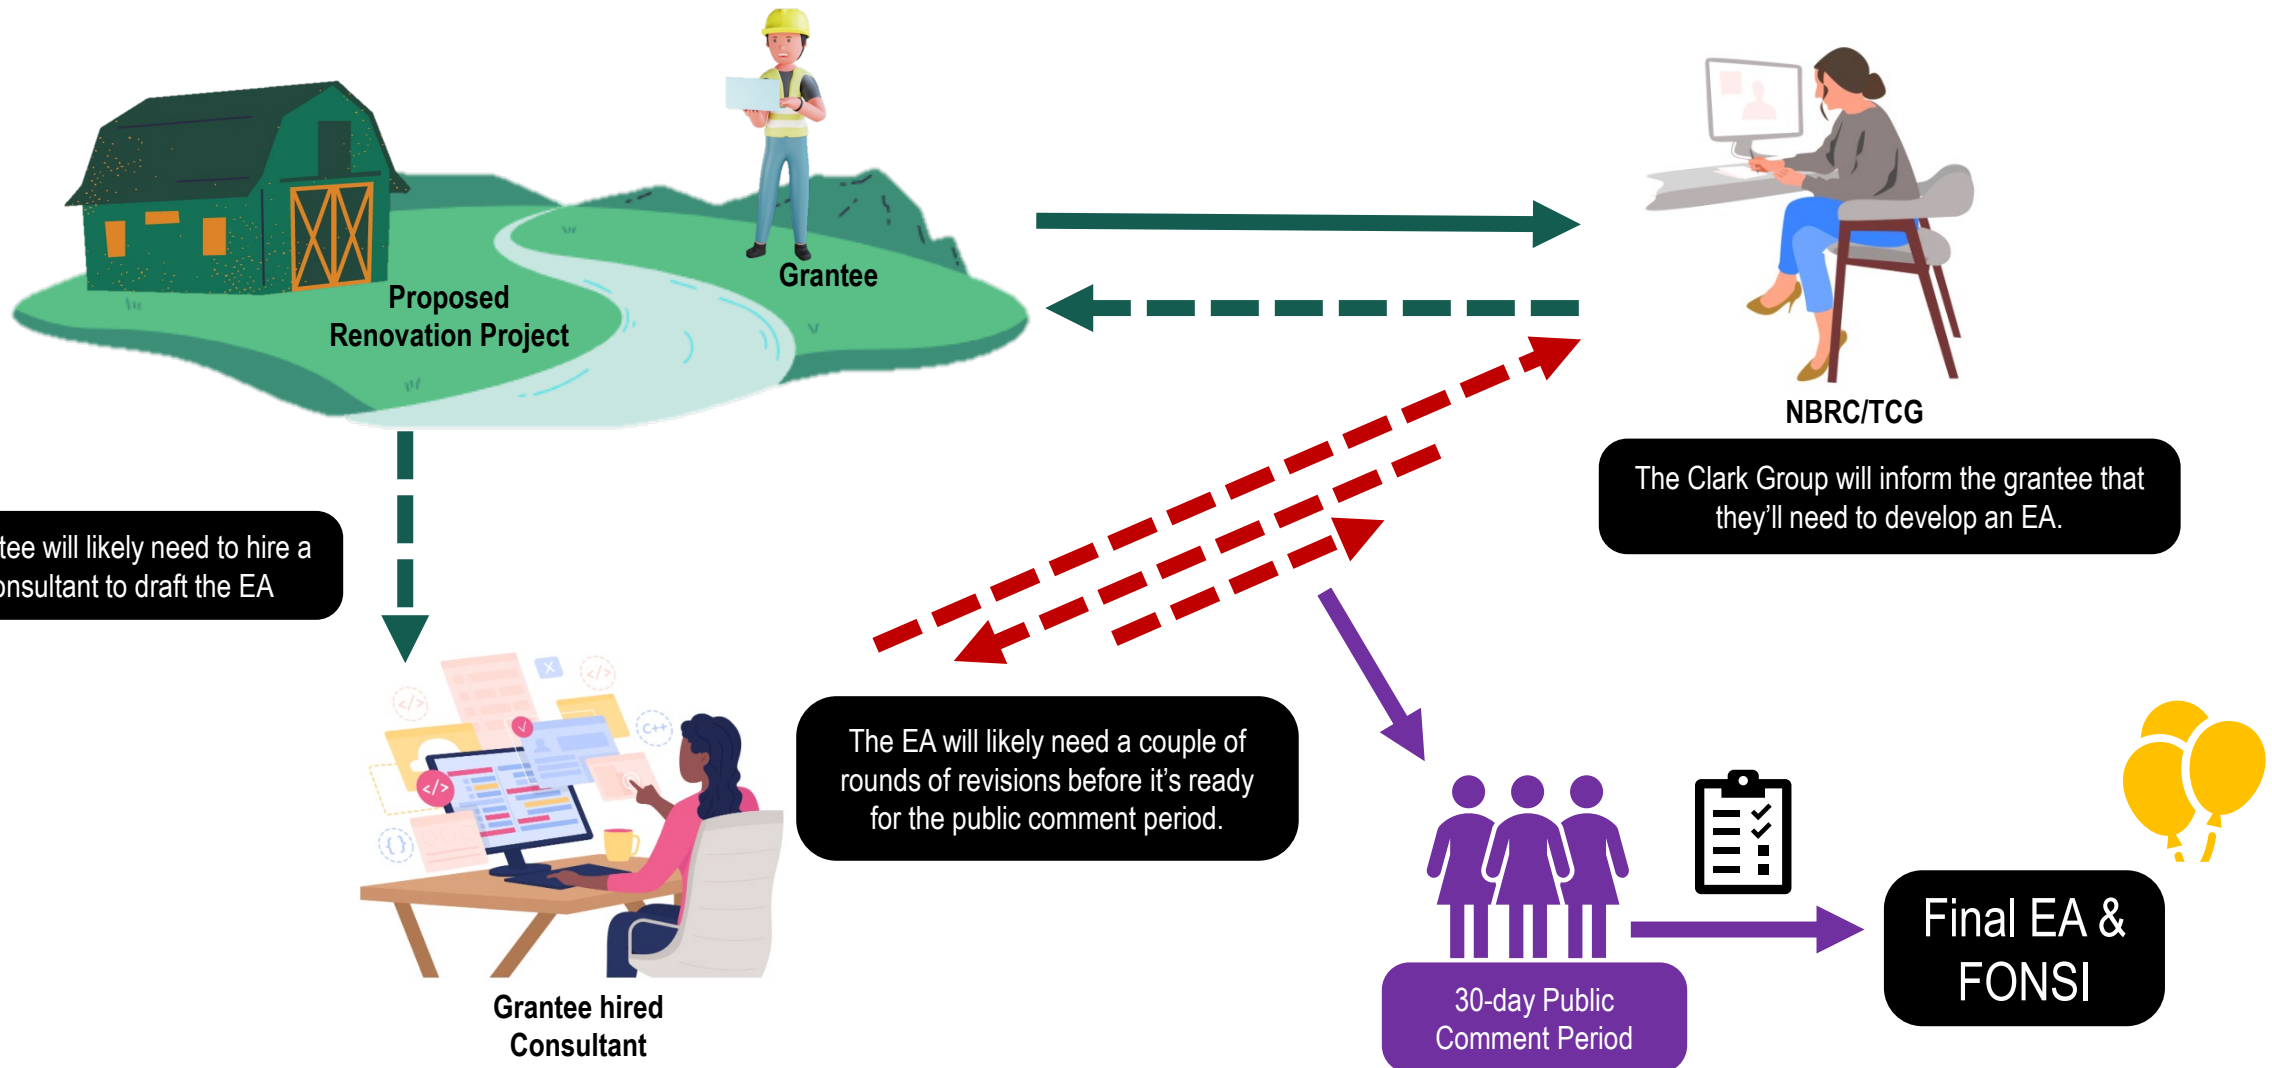 Grantee
Proposed
Renovation Project
NBRC/TCG
The Clark Group will inform the grantee that
they'll need to develop an EA.
tee will likely need to hire a
onsultant to draft the EA
The EA will likely need a couple of
rounds of revisions before it’s ready
for the public comment period.
Grantee hired
Consultant
30-day Public
Comment Period
Final EA &
FONSI
X
</>
</>
C++
</>
{}